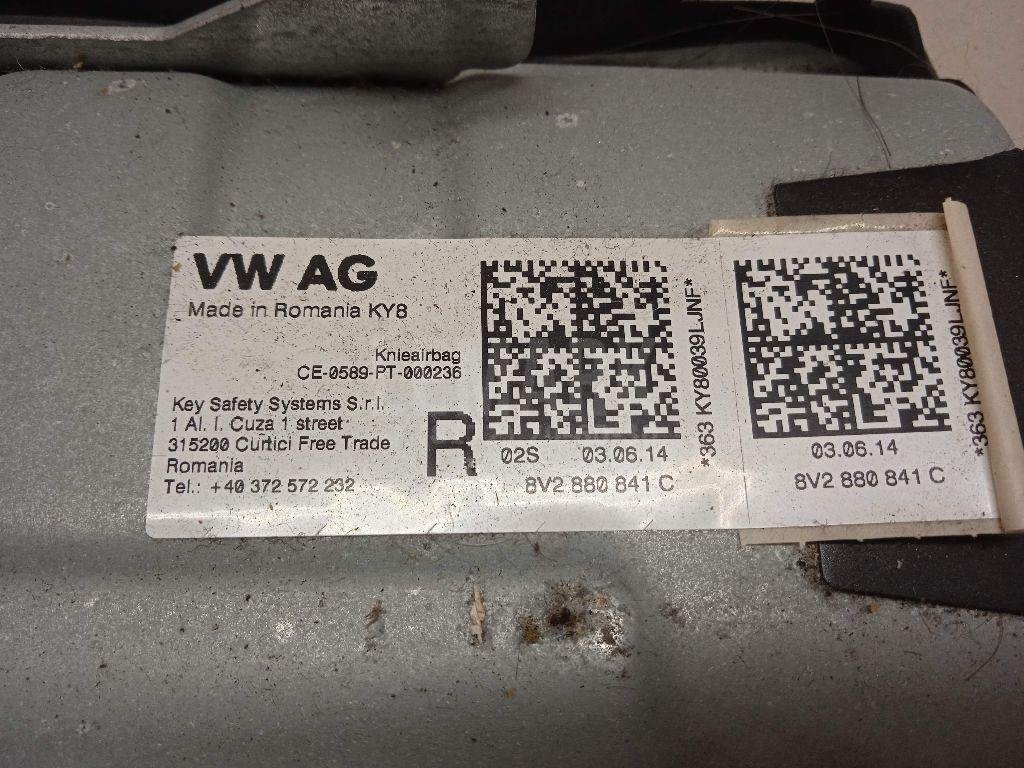 VW AG
Made in Romania KY8
Knieairbag
CE-0589-PT-000236
Key Safety Systems S.r.l.
1 Al. I. Cuza 1 street
315200 Curtici Free Trade
Romania
Tel.: +40 372 572 232
R
02S 03.06.14
8V2 880 841 C
*363 KY80039LJNF*
03.06.14
8V2 880 841 C
*363 KY80039LJNF*